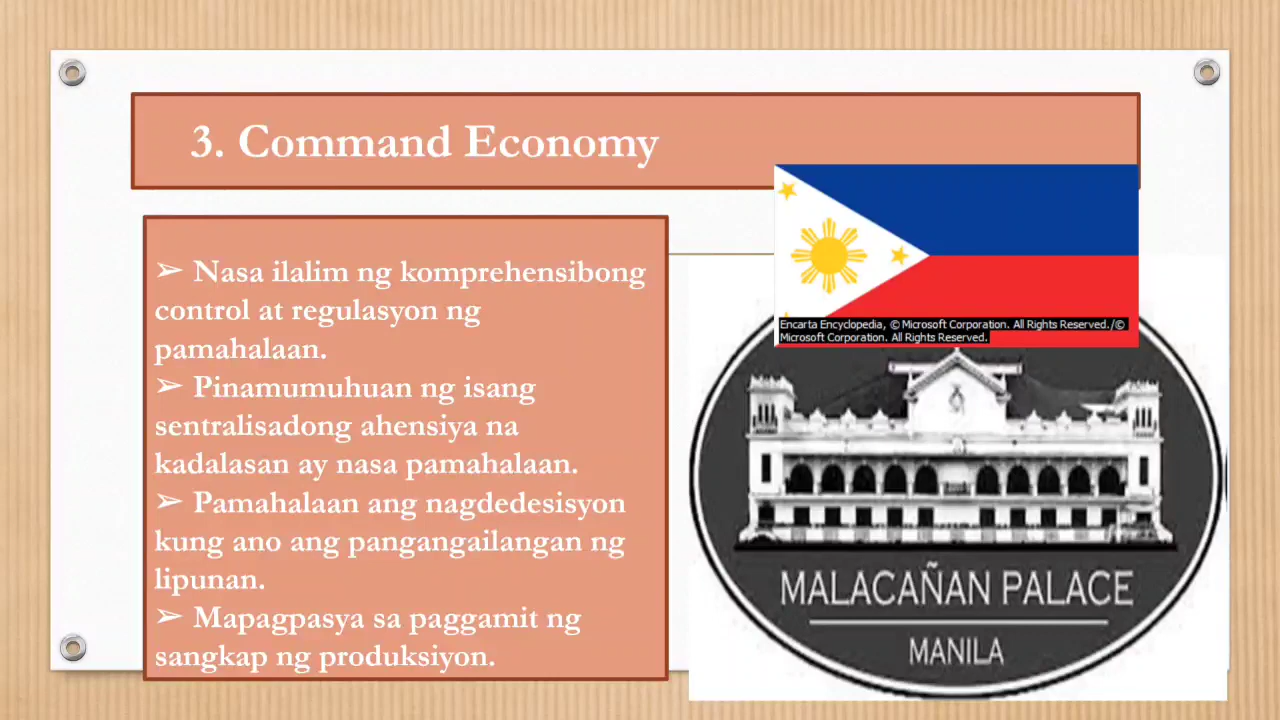 3. Command Economy
➢ Nasa ilalim ng komprehensibong
control at regulasyon ng
pamahalaan.
➢ Pinamumuhuan ng isang
sentralisadong ahensiya na
kadalasan ay nasa pamahalaan.
➢ Pamahalaan ang nagdedesisyon
kung ano ang pangangailangan ng
lipunan.
➢ Mapagpasya sa paggamit ng
sangkap ng produksiyon.
Encarta Encyclopedia, © Microsoft Corporation. All Rights Reserved./©
Microsoft Corporation. All Rights Reserved.
MALACAÑAN PALACE
MANILA